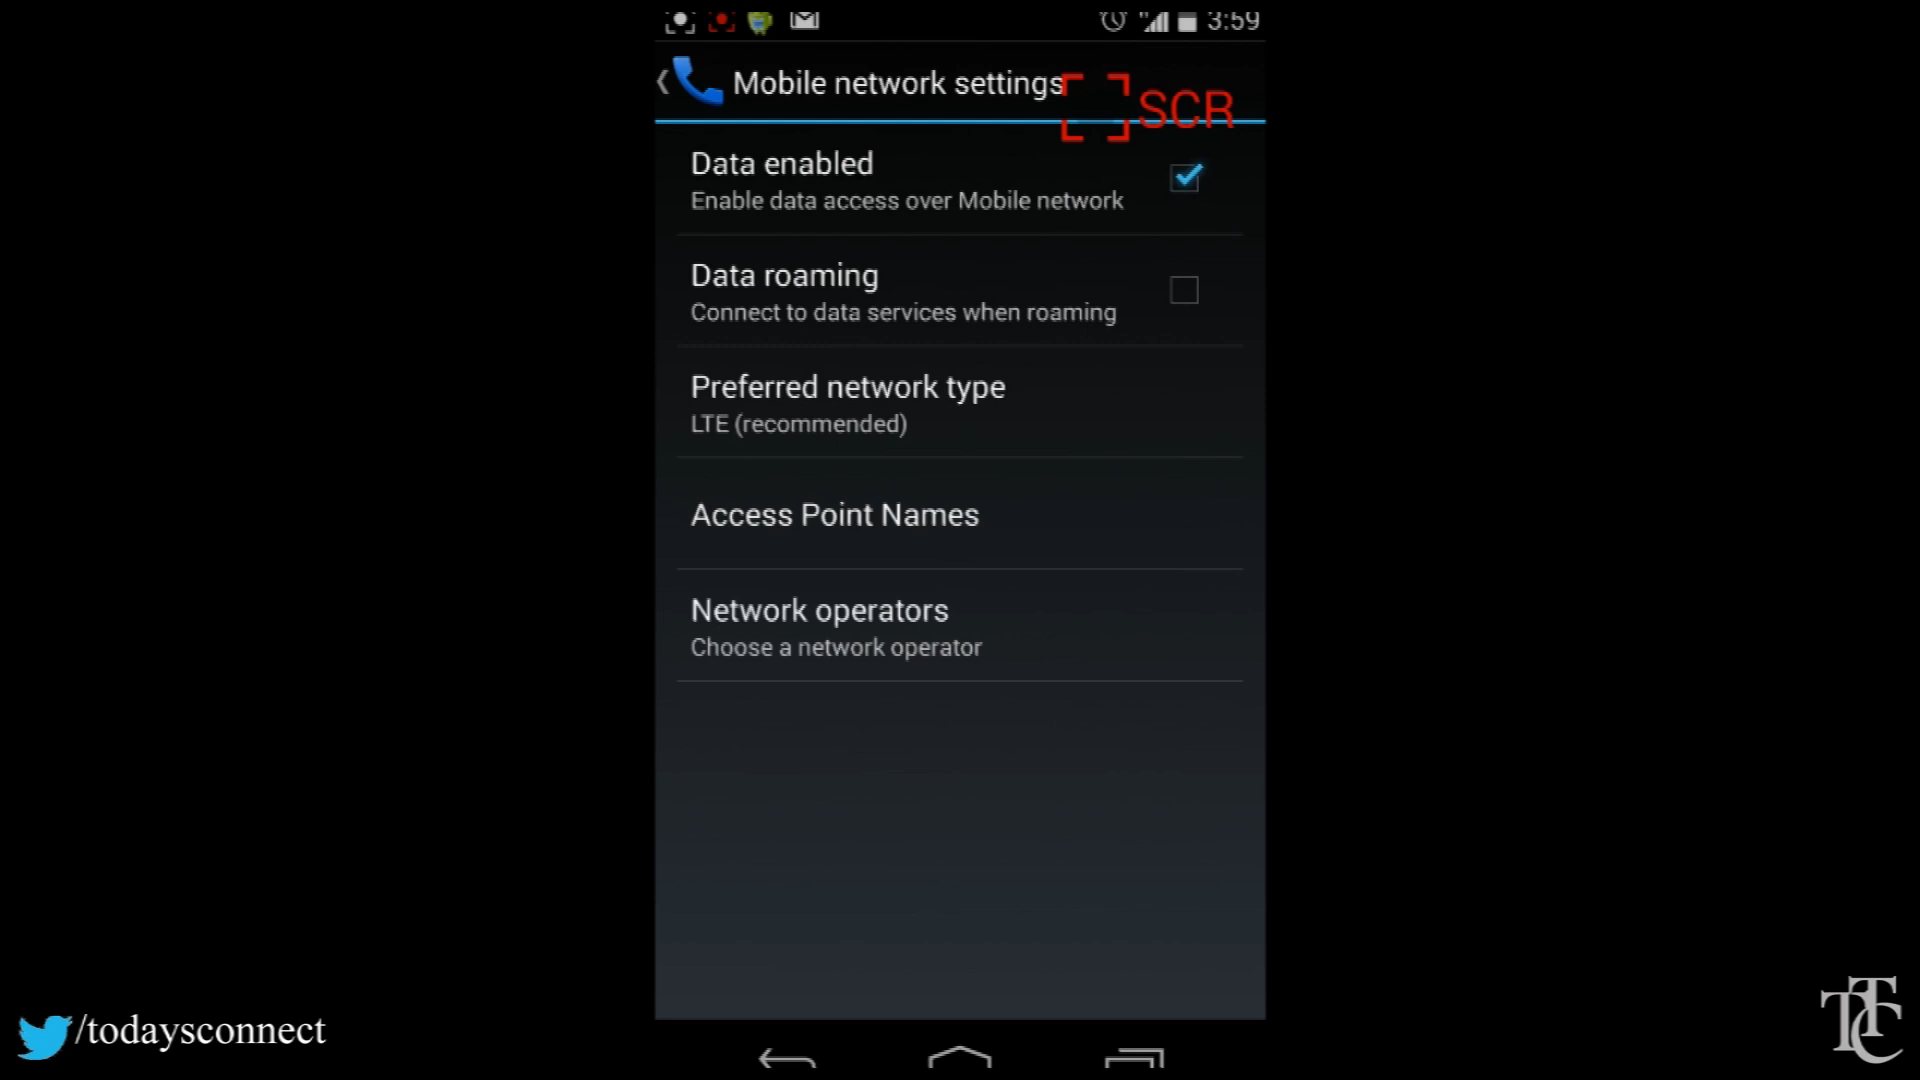 3:59
Mobile network settings
SCR
Data enabled
Enable data access over Mobile network
Data roaming
Connect to data services when roaming
Preferred network type
LTE (recommended)
Access Point Names
Network operators
Choose a network operator
/todaysconnect
TTC